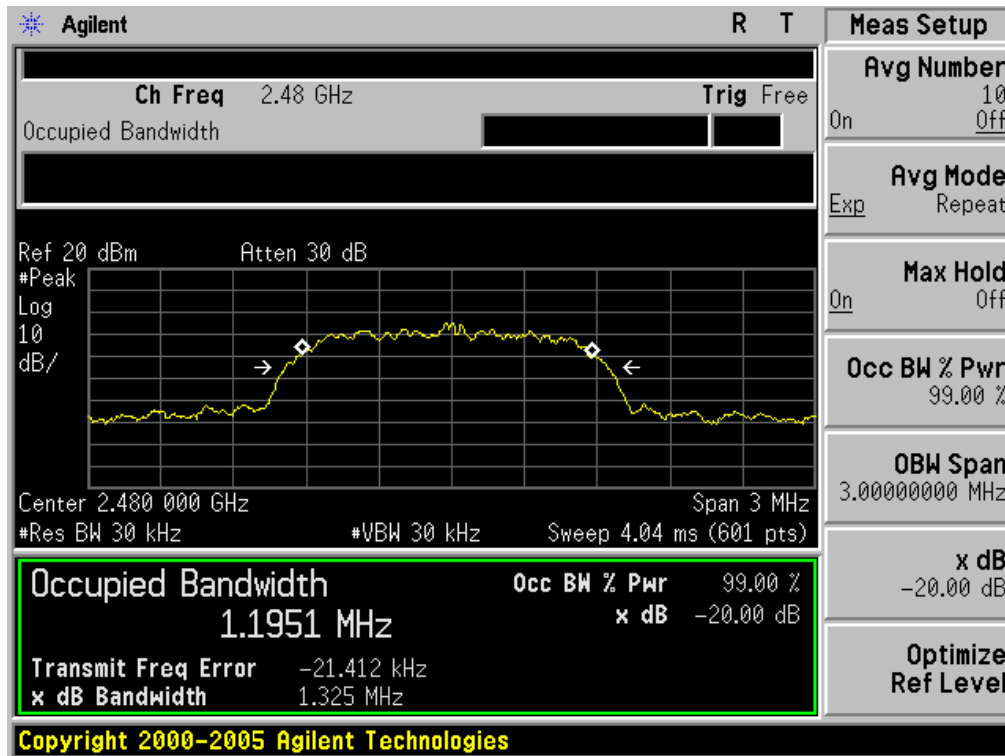 Agilent R T
Ch Freq 2.48 GHz Trig Free
Occupied Bandwidth
Ref 20 dBm Atten 30 dB
#Peak
Log
10
dB/
Center 2.480 000 GHz Span 3 MHz
#Res BW 30 kHz #VBW 30 kHz Sweep 4.04 ms (601 pts)
Occupied Bandwidth Occ BW % Pwr 99.00 %
1.1951 MHz x dB -20.00 dB
Transmit Freq Error -21.412 kHz
x dB Bandwidth 1.325 MHz
Copyright 2000-2005 Agilent Technologies
Meas Setup
Avg Number
10
On Off
Avg Mode
Exp Repeat
Max Hold
On Off
Occ BW % Pwr
99.00 %
OBW Span
3.00000000 MHz
x dB
-20.00 dB
Optimize
Ref Level